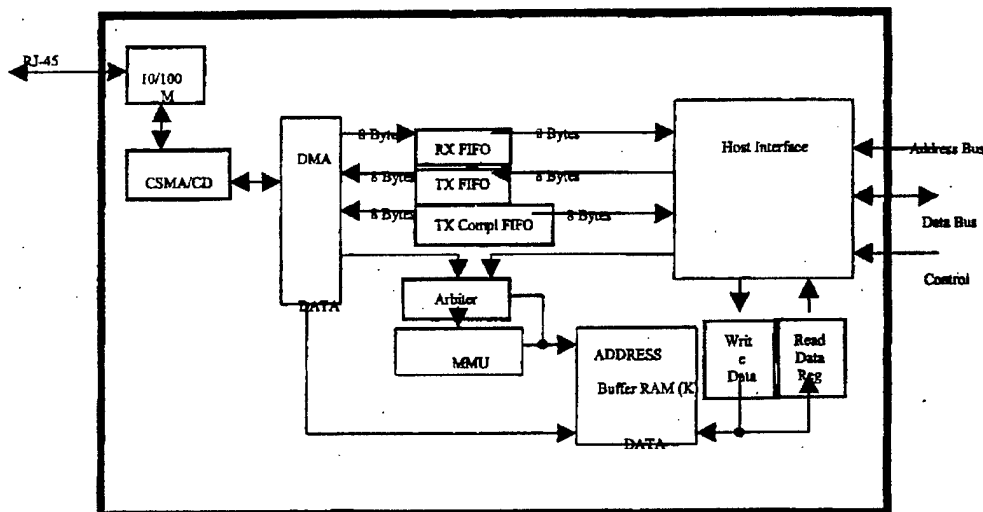 RJ-45
10/100
M
CSMA/CD
DMA
DATA
8 Bytes
RX FIFO
8 Bytes
8 Bytes
TX FIFO
8 Bytes
8 Bytes
TX Compl FIFO
8 Bytes
Arbiter
MMU
Host Interface
Address Bus
Data Bus
Control
ADDRESS
Buffer RAM (K)
DATA
Writ
e
Data
Read
Data
Reg